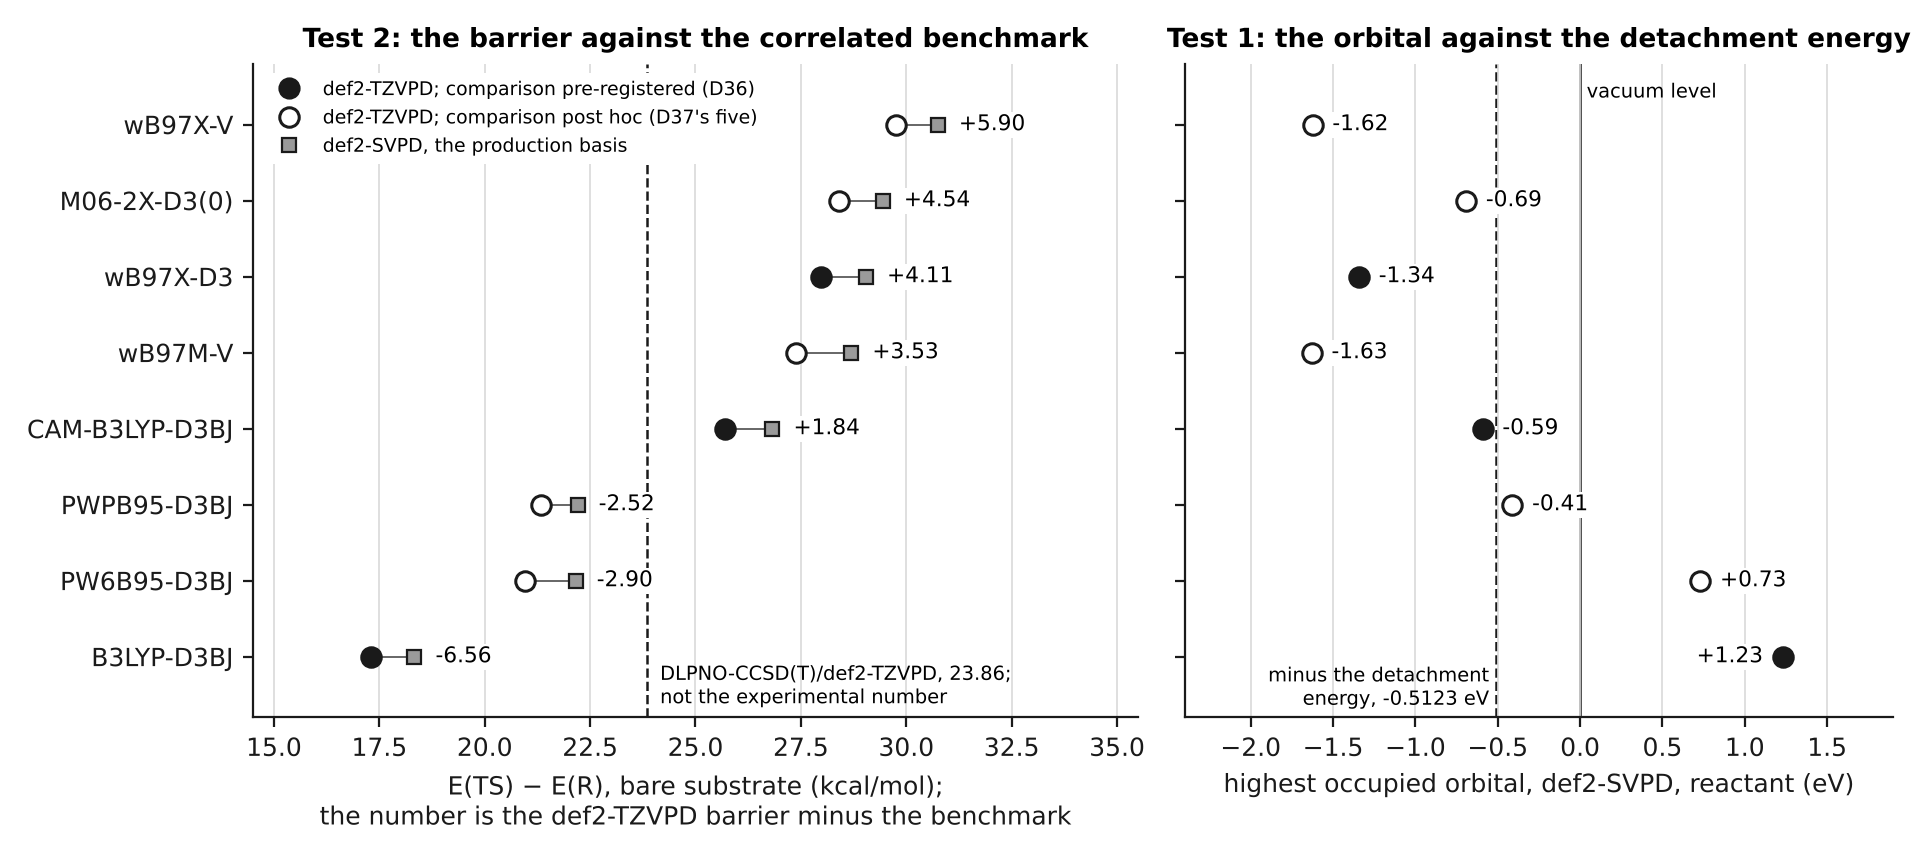 Test 2: the barrier against the correlated benchmark
def2-TZVPD; comparison pre-registered (D36)
def2-TZVPD; comparison post hoc (D37's five)
def2-SVPD, the production basis
wB97X-V
+5.90
M06-2X-D3(0)
+4.54
wB97X-D3
+4.11
wB97M-V
+3.53
CAM-B3LYP-D3BJ
+1.84
PWPB95-D3BJ
-2.52
PW6B95-D3BJ
-2.90
B3LYP-D3BJ
-6.56
DLPNO-CCSD(T)/def2-TZVPD, 23.86;
not the experimental number
15.0 17.5 20.0 22.5 25.0 27.5 30.0 32.5 35.0
E(TS) − E(R), bare substrate (kcal/mol);
the number is the def2-TZVPD barrier minus the benchmark
Test 1: the orbital against the detachment energy
vacuum level
-1.62
-0.69
-1.34
-1.63
-0.59
-0.41
+0.73
+1.23
minus the detachment
energy, -0.5123 eV
−2.0 −1.5 −1.0 −0.5 0.0 0.5 1.0 1.5
highest occupied orbital, def2-SVPD, reactant (eV)